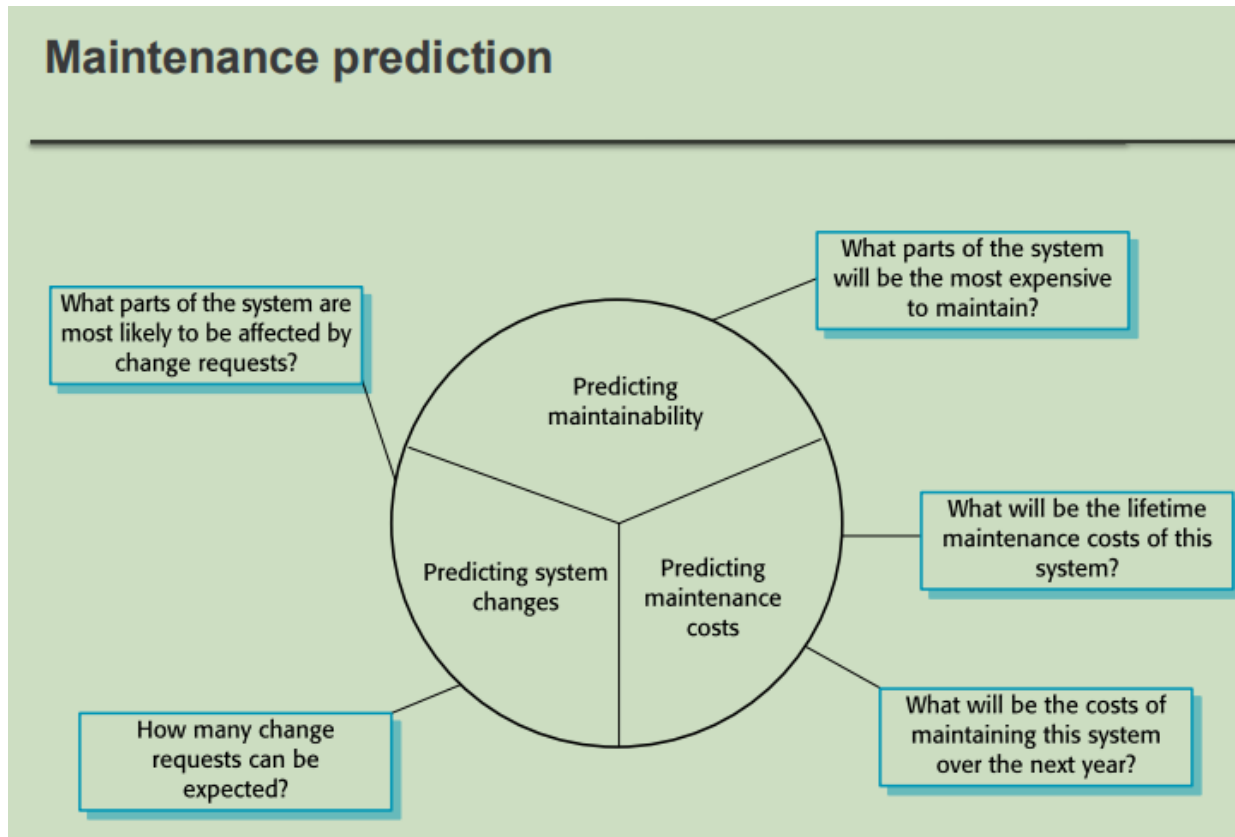 Maintenance prediction
What parts of the system
will be the most expensive
to maintain?
What parts of the system are
most likely to be affected by
change requests?
Predicting
maintainability
What will be the lifetime
maintenance costs of this
system?
Predicting system
changes
Predicting
maintenance
costs
What will be the costs of
maintaining this system
over the next year?
How many change
requests can be
expected?